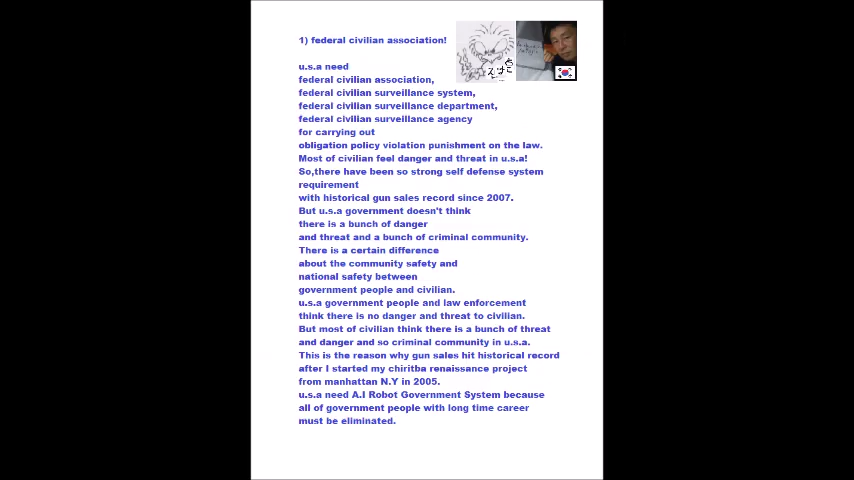 1) federal civilian association!
u.s.a need
federal civilian association,
federal civilian surveillance system,
federal civilian surveillance department,
federal civilian surveillance agency
for carrying out
obligation policy violation punishment on the law.
Most of civilian feel danger and threat in u.s.a!
So,there have been so strong self defense system
requirement
with historical gun sales record since 2007.
But u.s.a government doesn't think
there is a bunch of danger
and threat and a bunch of criminal community.
There is a certain difference
about the community safety and
national safety between
government people and civilian.
u.s.a government people and law enforcement
think there is no danger and threat to civilian.
But most of civilian think there is a bunch of threat
and danger and so criminal community in u.s.a.
This is the reason why gun sales hit historical record
after I started my chiritba renaissance project
from manhattan N.Y in 2005.
u.s.a need A.I Robot Government System because
all of government people with long time career
must be eliminated.